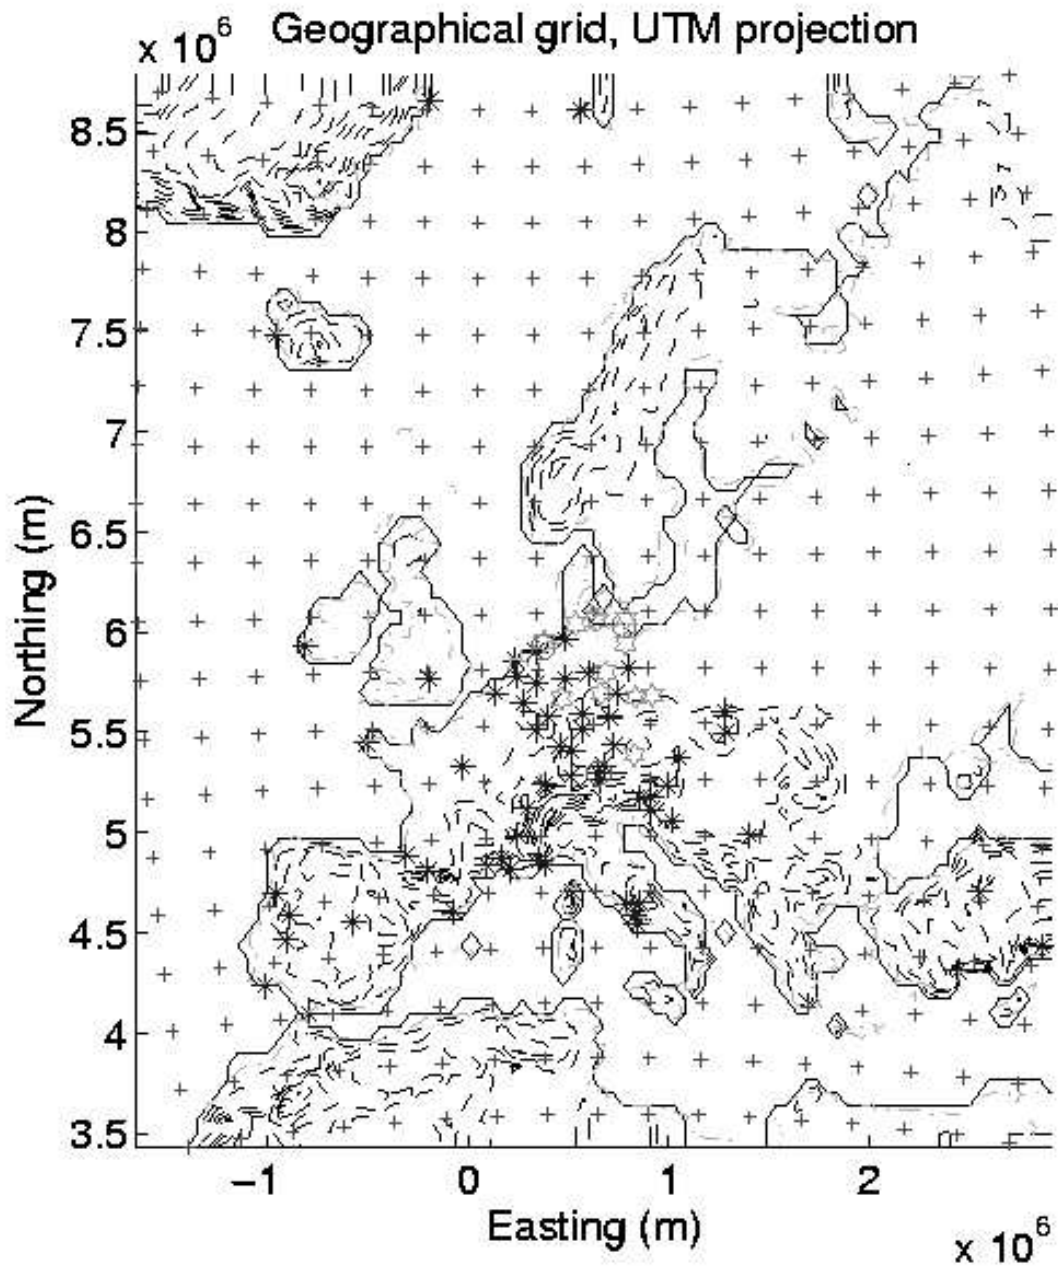 x 10^6 Geographical grid, UTM projection
8.5
8
7.5
7
6.5
6
5.5
5
4.5
4
3.5
Northing (m)
−1 0 1 2
Easting (m)
x 10^6